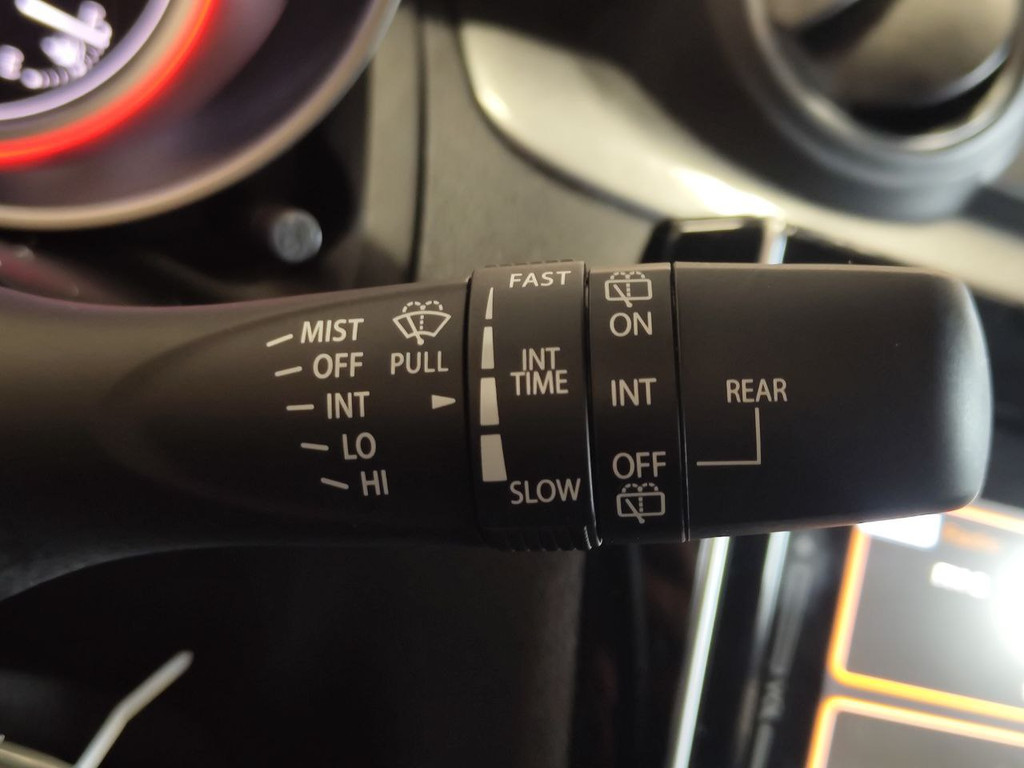 MIST
OFF
INT
LO
HI
PULL
FAST
INT
TIME
SLOW
ON
INT
OFF
REAR